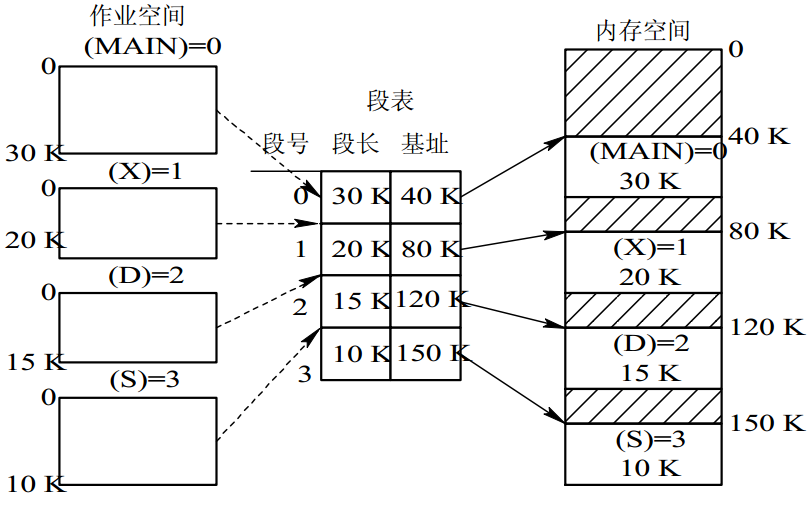 作业空间
(MAIN)=0
0
30 K
(X)=1
0
20 K
(D)=2
0
15 K
(S)=3
0
10 K
段表
段号 段长 基址
0 30 K 40 K
1 20 K 80 K
2 15 K 120 K
3 10 K 150 K
内存空间
0
40 K
(MAIN)=0
30 K
80 K
(X)=1
20 K
120 K
(D)=2
15 K
150 K
(S)=3
10 K